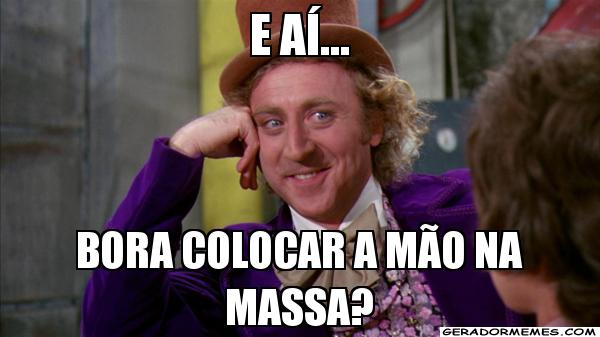 E AÍ...
BORA COLOCAR A MÃO NA
MASSA?
GERADORMEMES.COM